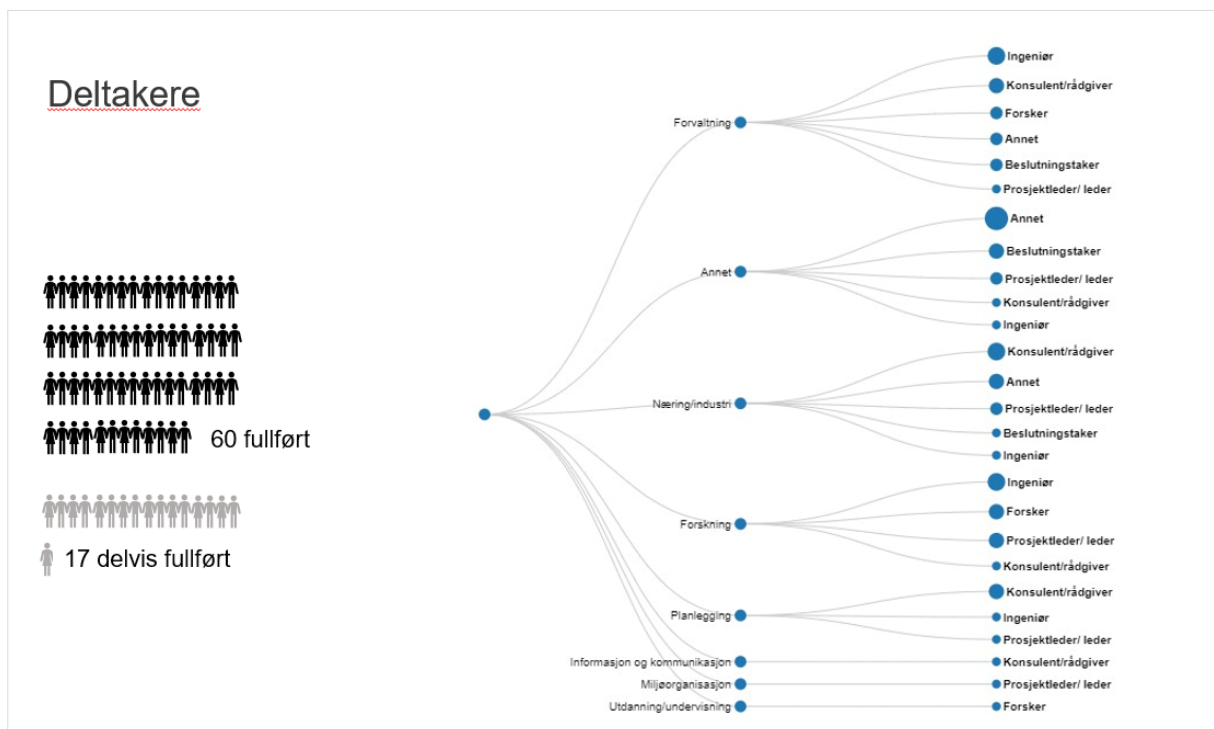 Deltakere
60 fullført
17 delvis fullført
Forvaltning
Ingeniør
Konsulent/rådgiver
Forsker
Annet
Beslutningstaker
Prosjektleder/ leder
Annet
Annet
Beslutningstaker
Prosjektleder/ leder
Konsulent/rådgiver
Ingeniør
Næring/industri
Konsulent/rådgiver
Annet
Prosjektleder/ leder
Beslutningstaker
Ingeniør
Forskning
Ingeniør
Forsker
Prosjektleder/ leder
Konsulent/rådgiver
Planlegging
Konsulent/rådgiver
Ingeniør
Prosjektleder/ leder
Informasjon og kommunikasjon
Konsulent/rådgiver
Miljøorganisasjon
Prosjektleder/ leder
Utdanning/undervisning
Forsker